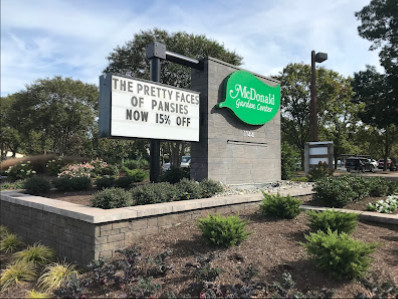 THE PRETTY FACES
OF PANSIES
NOW 15% OFF
McDonald
Garden Center